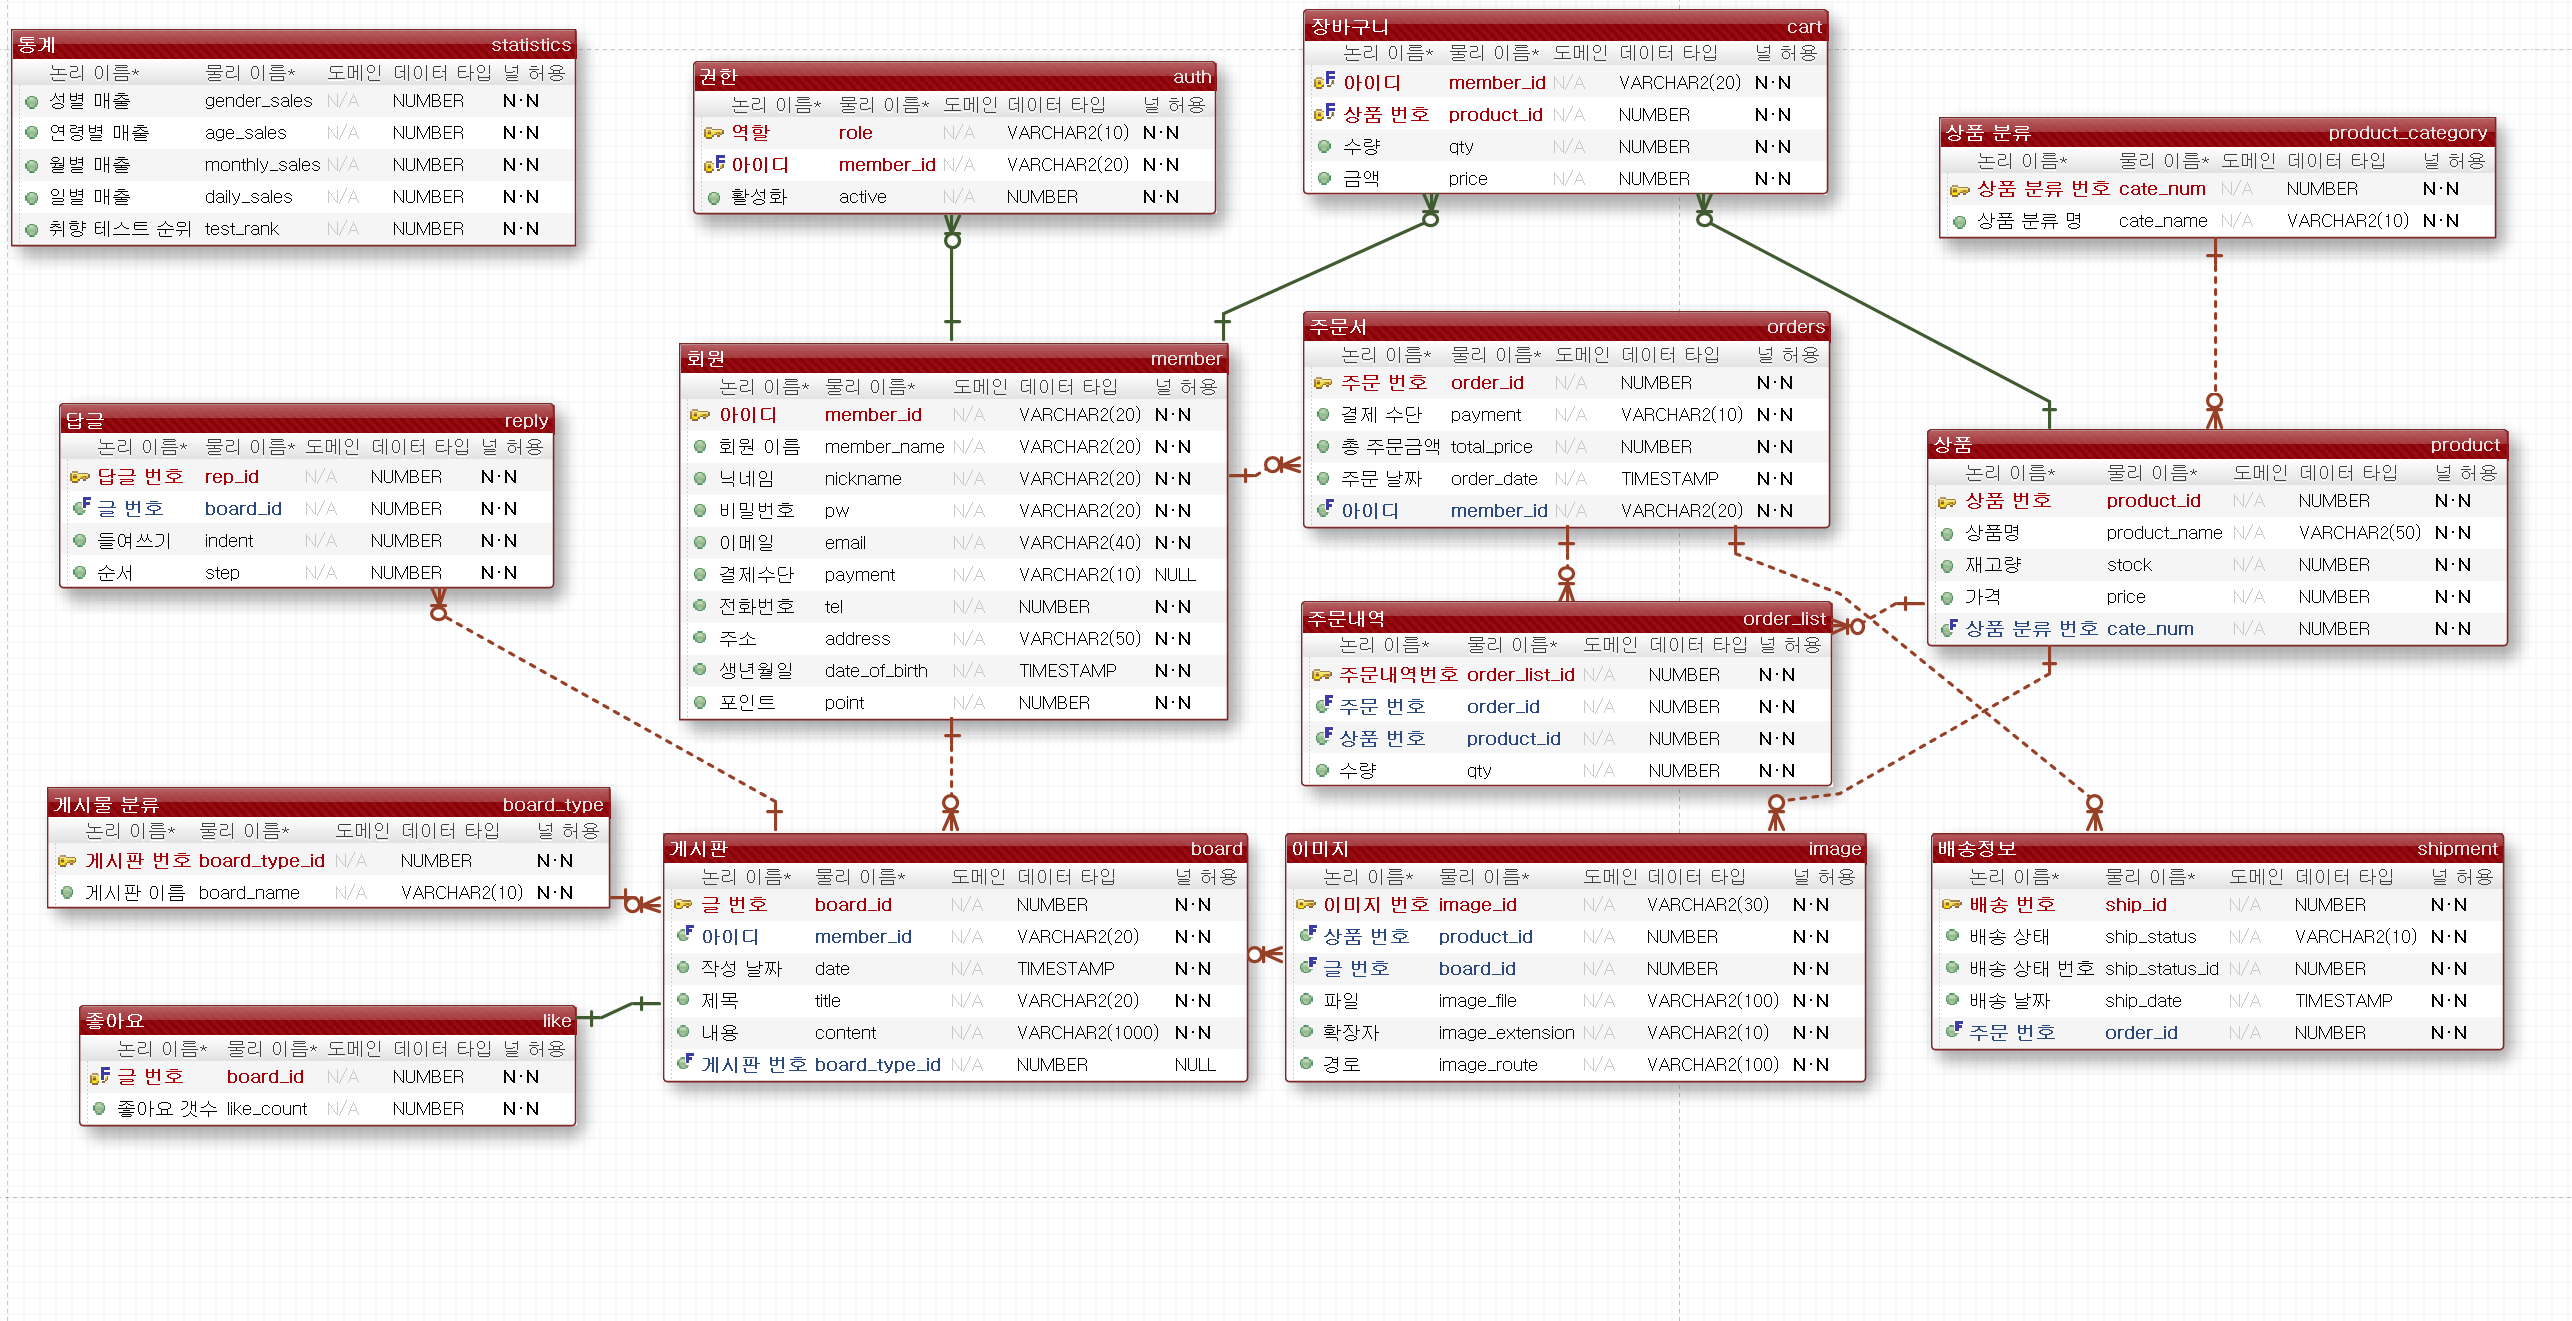 통계 statistics
논리 이름* 물리 이름* 도메인 데이터 타입 널 허용
성별 매출 gender_sales N/A NUMBER N·N
연령별 매출 age_sales N/A NUMBER N·N
월별 매출 monthly_sales N/A NUMBER N·N
일별 매출 daily_sales N/A NUMBER N·N
취향 테스트 순위 test_rank N/A NUMBER N·N
권한 auth
논리 이름* 물리 이름* 도메인 데이터 타입 널 허용
역할 role N/A VARCHAR2(10) N·N
아이디 member_id N/A VARCHAR2(20) N·N
활성화 active N/A NUMBER N·N
장바구니 cart
논리 이름* 물리 이름* 도메인 데이터 타입 널 허용
아이디 member_id N/A VARCHAR2(20) N·N
상품 번호 product_id N/A NUMBER N·N
수량 qty N/A NUMBER N·N
금액 price N/A NUMBER N·N
상품 분류 product_category
논리 이름* 물리 이름* 도메인 데이터 타입 널 허용
상품 분류 번호 cate_num N/A NUMBER N·N
상품 분류 명 cate_name N/A VARCHAR2(10) N·N
답글 reply
논리 이름* 물리 이름* 도메인 데이터 타입 널 허용
답글 번호 rep_id N/A NUMBER N·N
글 번호 board_id N/A NUMBER N·N
들여쓰기 indent N/A NUMBER N·N
순서 step N/A NUMBER N·N
회원 member
논리 이름* 물리 이름* 도메인 데이터 타입 널 허용
아이디 member_id N/A VARCHAR2(20) N·N
회원 이름 member_name N/A VARCHAR2(20) N·N
닉네임 nickname N/A VARCHAR2(20) N·N
비밀번호 pw N/A VARCHAR2(20) N·N
이메일 email N/A VARCHAR2(40) N·N
결제수단 payment N/A VARCHAR2(10) NULL
전화번호 tel N/A NUMBER N·N
주소 address N/A VARCHAR2(50) N·N
생년월일 date_of_birth N/A TIMESTAMP N·N
포인트 point N/A NUMBER N·N
주문서 orders
논리 이름* 물리 이름* 도메인 데이터 타입 널 허용
주문 번호 order_id N/A NUMBER N·N
결제 수단 payment N/A VARCHAR2(10) N·N
총 주문금액 total_price N/A NUMBER N·N
주문 날짜 order_date N/A TIMESTAMP N·N
아이디 member_id N/A VARCHAR2(20) N·N
상품 product
논리 이름* 물리 이름* 도메인 데이터 타입 널 허용
상품 번호 product_id N/A NUMBER N·N
상품명 product_name N/A VARCHAR2(50) N·N
재고량 stock N/A NUMBER N·N
가격 price N/A NUMBER N·N
상품 분류 번호 cate_num N/A NUMBER N·N
주문내역 order_list
논리 이름* 물리 이름* 도메인 데이터 타입 널 허용
주문내역번호 order_list_id N/A NUMBER N·N
주문 번호 order_id N/A NUMBER N·N
상품 번호 product_id N/A NUMBER N·N
수량 qty N/A NUMBER N·N
게시물 분류 board_type
논리 이름* 물리 이름* 도메인 데이터 타입 널 허용
게시판 번호 board_type_id N/A NUMBER N·N
게시판 이름 board_name N/A VARCHAR2(10) N·N
좋아요 like
논리 이름* 물리 이름* 도메인 데이터 타입 널 허용
글 번호 board_id N/A NUMBER N·N
좋아요 갯수 like_count N/A NUMBER N·N
게시판 board
논리 이름* 물리 이름* 도메인 데이터 타입 널 허용
글 번호 board_id N/A NUMBER N·N
아이디 member_id N/A VARCHAR2(20) N·N
작성 날짜 date N/A TIMESTAMP N·N
제목 title N/A VARCHAR2(20) N·N
내용 content N/A VARCHAR2(1000) N·N
게시판 번호 board_type_id N/A NUMBER NULL
이미지 image
논리 이름* 물리 이름* 도메인 데이터 타입 널 허용
이미지 번호 image_id N/A VARCHAR2(30) N·N
상품 번호 product_id N/A NUMBER N·N
글 번호 board_id N/A NUMBER N·N
파일 image_file N/A VARCHAR2(100) N·N
확장자 image_extension N/A VARCHAR2(10) N·N
경로 image_route N/A VARCHAR2(100) N·N
배송정보 shipment
논리 이름* 물리 이름* 도메인 데이터 타입 널 허용
배송 번호 ship_id N/A NUMBER N·N
배송 상태 ship_status N/A VARCHAR2(10) N·N
배송 상태 번호 ship_status_id N/A NUMBER N·N
배송 날짜 ship_date N/A TIMESTAMP N·N
주문 번호 order_id N/A NUMBER N·N